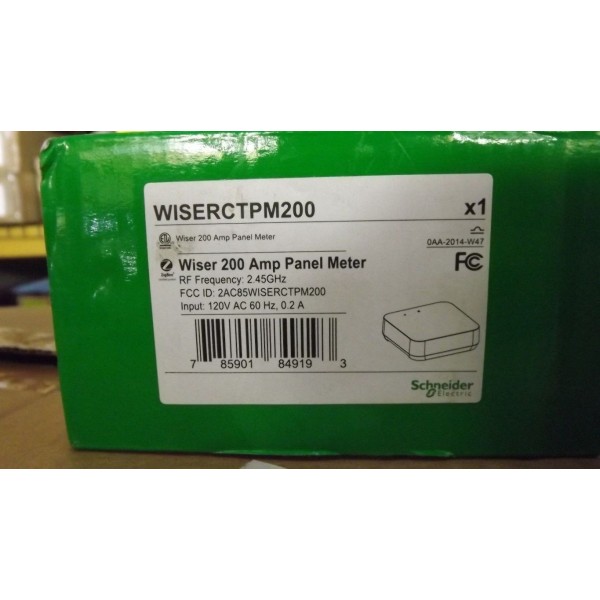 WISERCTPM200 x1
Wiser 200 Amp Panel Meter
0AA-2014-W47
Wiser 200 Amp Panel Meter
FC
RF Frequency: 2.45GHz
FCC ID: 2AC85WISERCTPM200
Input: 120V AC 60 Hz, 0.2 A
7 85901 84919 3
Schneider
Electric